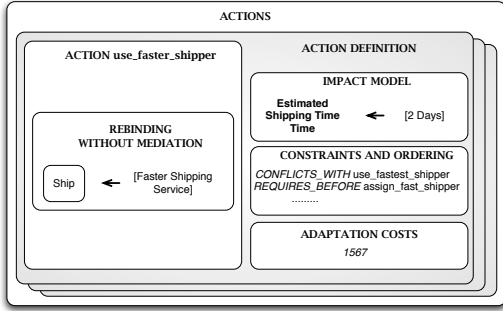 ACTIONS
ACTION use_faster_shipper
REBINDING
WITHOUT MEDIATION
Ship
[Faster Shipping
Service]
ACTION DEFINITION
IMPACT MODEL
Estimated
Shipping Time
Time
[2 Days]
CONSTRAINTS AND ORDERING
CONFLICTS_WITH use_fastest_shipper
REQUIRES_BEFORE assign_fast_shipper
.........
ADAPTATION COSTS
1567